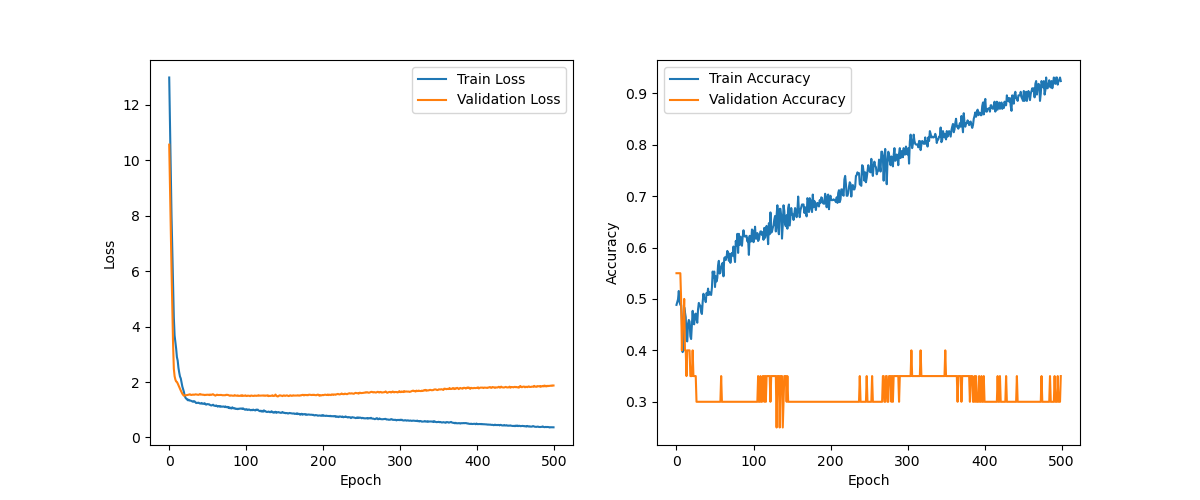 Train Loss
Validation Loss
12
10
8
6
4
2
0
Loss
0 100 200 300 400 500
Epoch
Train Accuracy
Validation Accuracy
0.9
0.8
0.7
0.6
0.5
0.4
0.3
Accuracy
0 100 200 300 400 500
Epoch